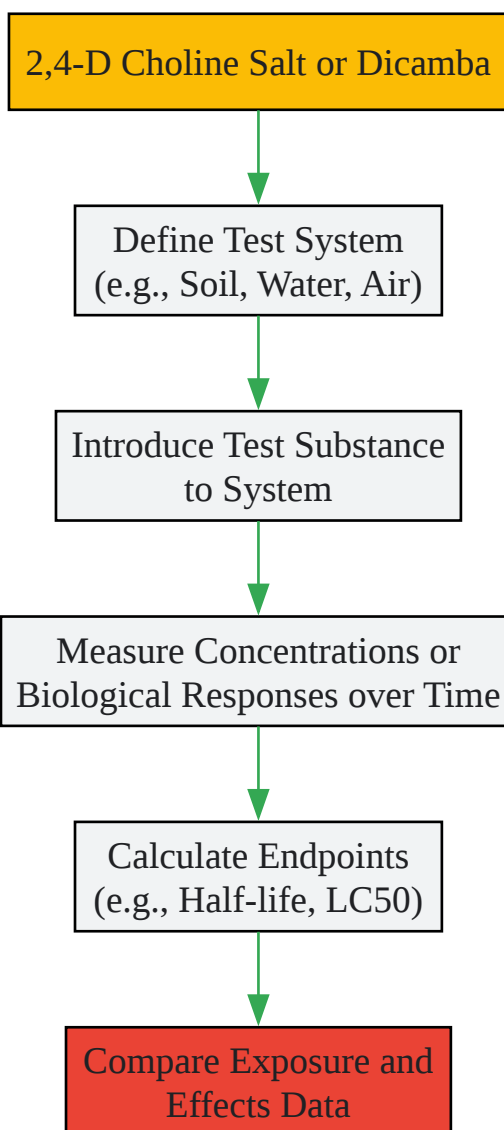 2,4-D Choline Salt or Dicamba
Define Test System
(e.g., Soil, Water, Air)
Introduce Test Substance
to System
Measure Concentrations or
Biological Responses over Time
Calculate Endpoints
(e.g., Half-life, LC50)
Compare Exposure and
Effects Data